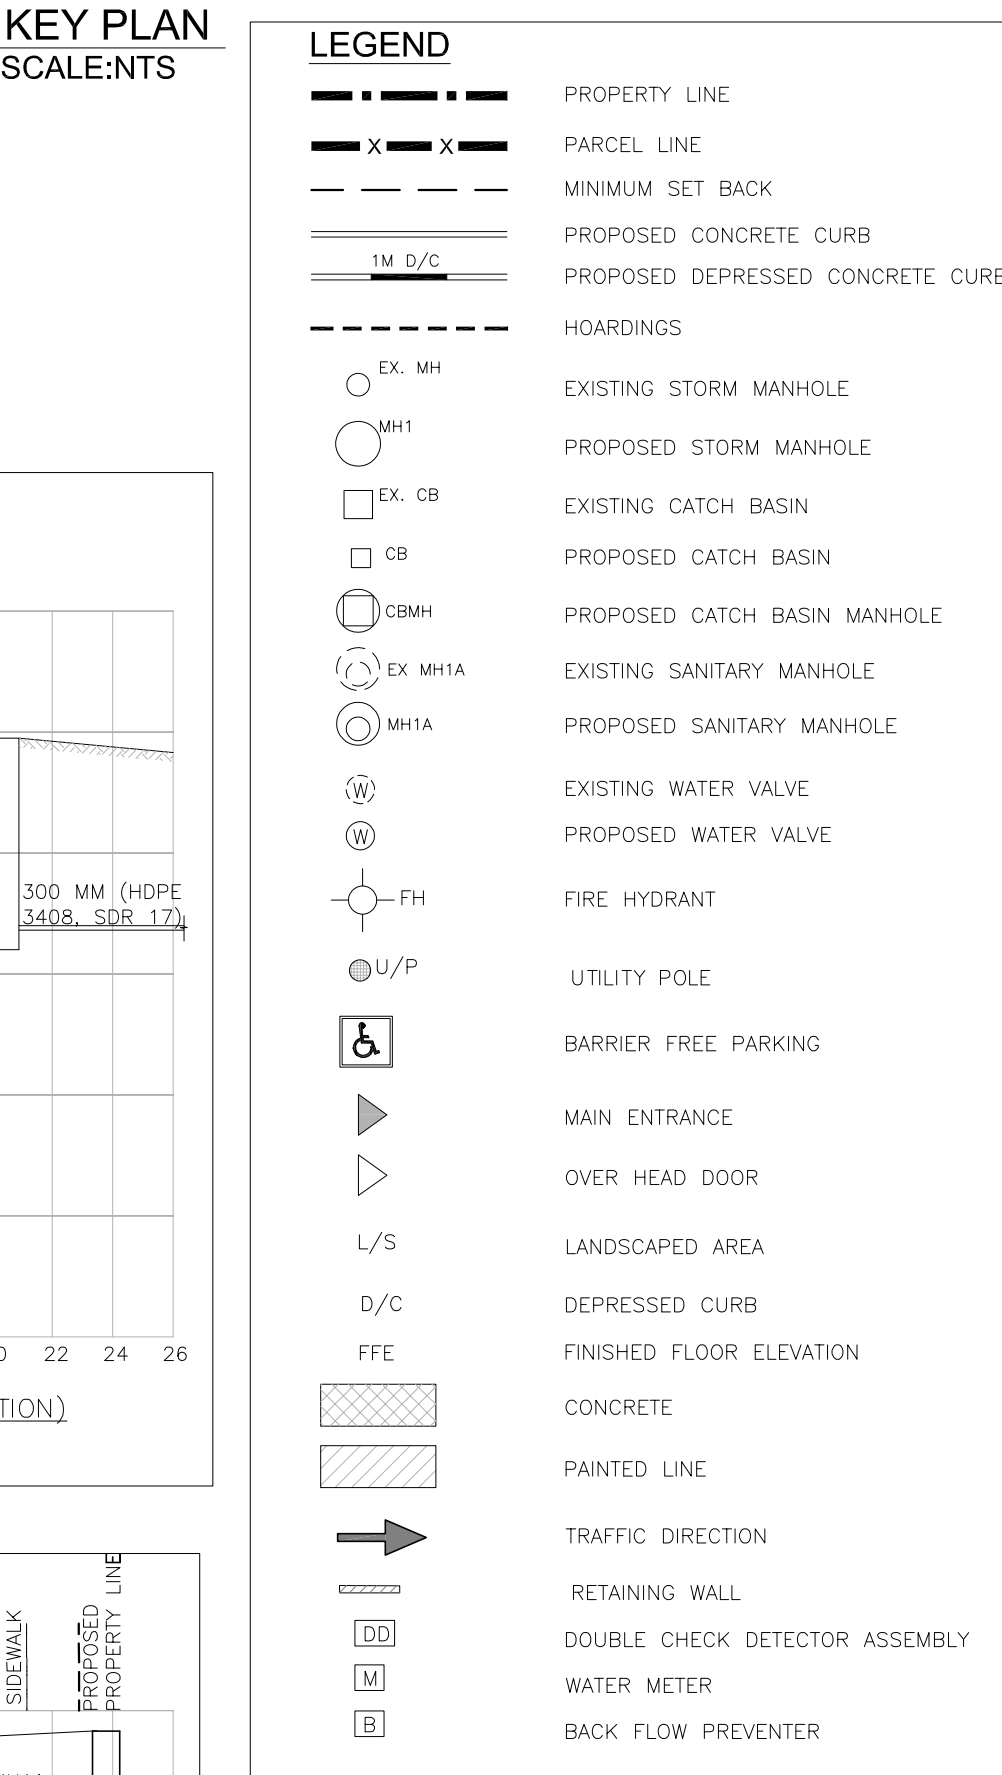 KEY PLAN
SCALE:NTS
LEGEND
PROPERTY LINE
X X PARCEL LINE
MINIMUM SET BACK
PROPOSED CONCRETE CURB
1M D/C
PROPOSED DEPRESSED CONCRETE CURB
HOARDINGS
EX. MH
EXISTING STORM MANHOLE
MH1
PROPOSED STORM MANHOLE
EX. CB
EXISTING CATCH BASIN
CB
PROPOSED CATCH BASIN
CBMH
PROPOSED CATCH BASIN MANHOLE
EX MH1A
EXISTING SANITARY MANHOLE
MH1A
PROPOSED SANITARY MANHOLE
W
EXISTING WATER VALVE
W
PROPOSED WATER VALVE
FH
FIRE HYDRANT
U/P
UTILITY POLE
BARRIER FREE PARKING
MAIN ENTRANCE
OVER HEAD DOOR
L/S
LANDSCAPED AREA
D/C
DEPRESSED CURB
FFE
FINISHED FLOOR ELEVATION
CONCRETE
PAINTED LINE
TRAFFIC DIRECTION
RETAINING WALL
DD
DOUBLE CHECK DETECTOR ASSEMBLY
M
WATER METER
B
BACK FLOW PREVENTER
300 MM (HDPE
3408, SDR 17)
22 24 26
TION)
SIDEWALK
PROPOSED
PROPERTY LINE